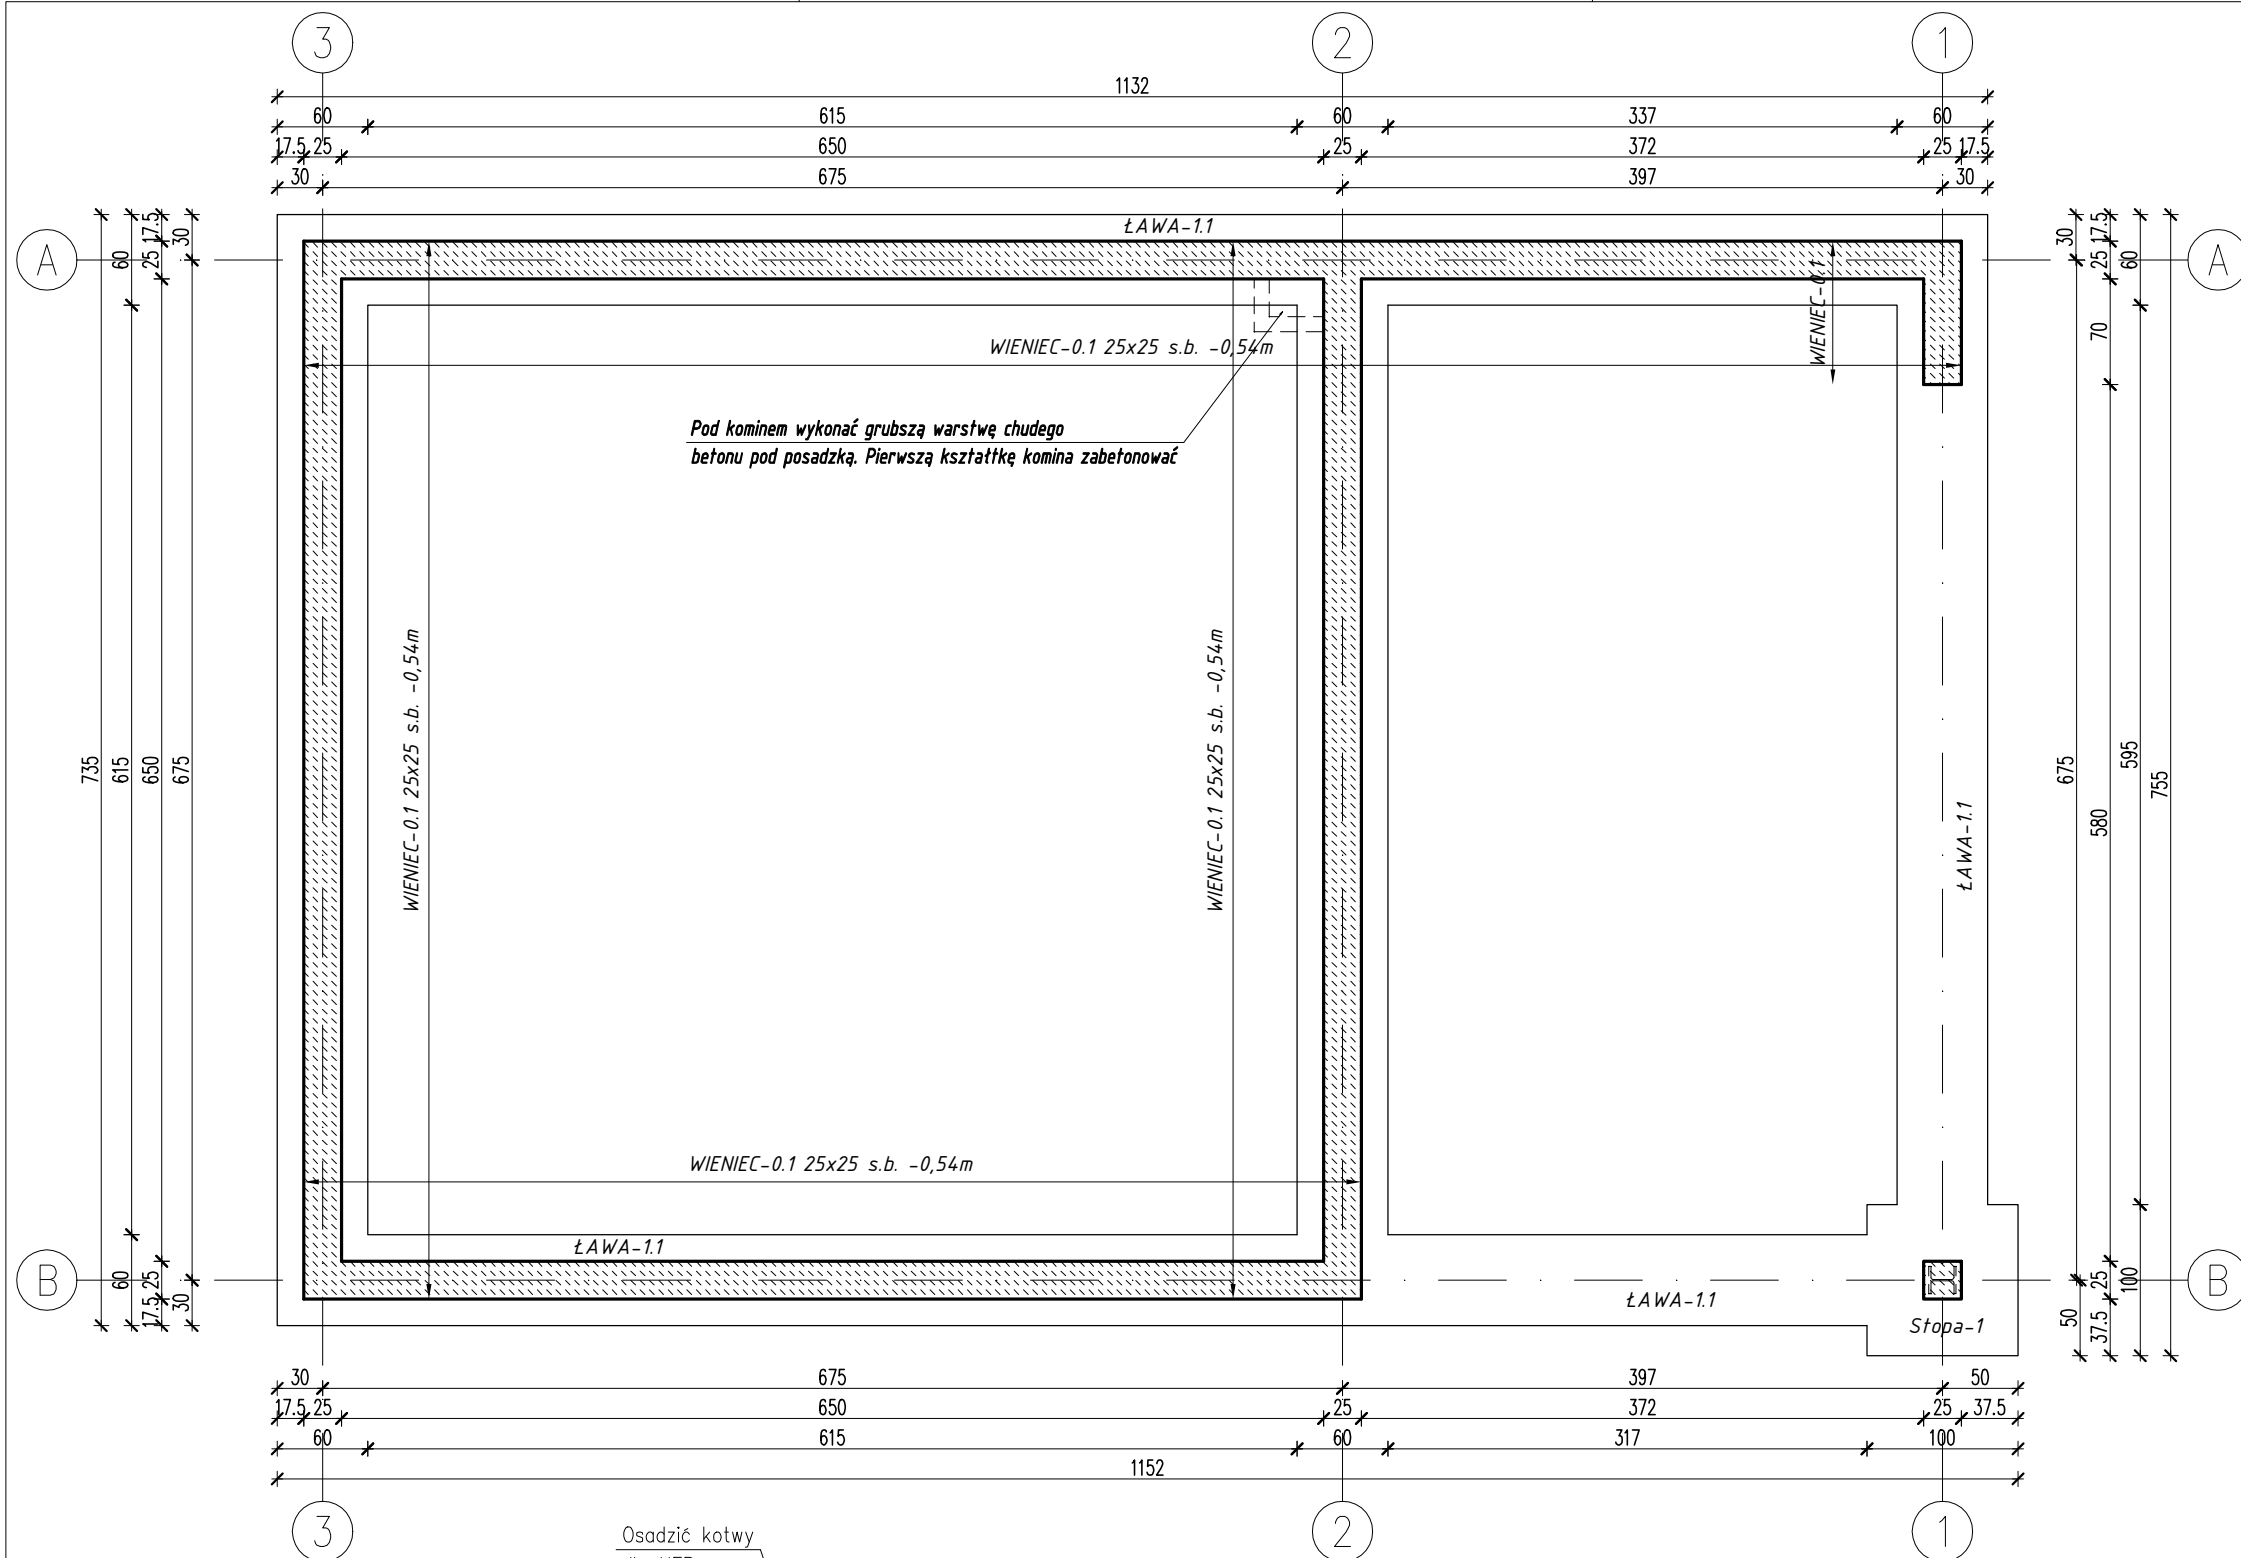 3 2 1
1132
60 615 60 337 60
17.5 25 650 25 372 25 17.5
30 675 397 30
A
A
735
60 615 60
17.5 25 650 25 17.5
30 675 30
30 675 50
17.5 25 70 580 25 37.5
60 595 100
755
ŁAWA-1.1
WIENIEC-0.1
WIENIEC-0.1 25x25 s.b. -0,54m
Pod kominem wykonać grubszą warstwę chudego
betonu pod posadzką. Pierwszą kształtkę komina zabetonować
WIENIEC-0.1 25x25 s.b. -0,54m
WIENIEC-0.1 25x25 s.b. -0,54m
ŁAWA-1.1
WIENIEC-0.1 25x25 s.b. -0,54m
ŁAWA-1.1
B
B
ŁAWA-1.1
Stopa-1
30 675 397 50
17.5 25 650 25 372 25 37.5
60 615 60 317 100
1152
3 2 1
Osadzić kotwy